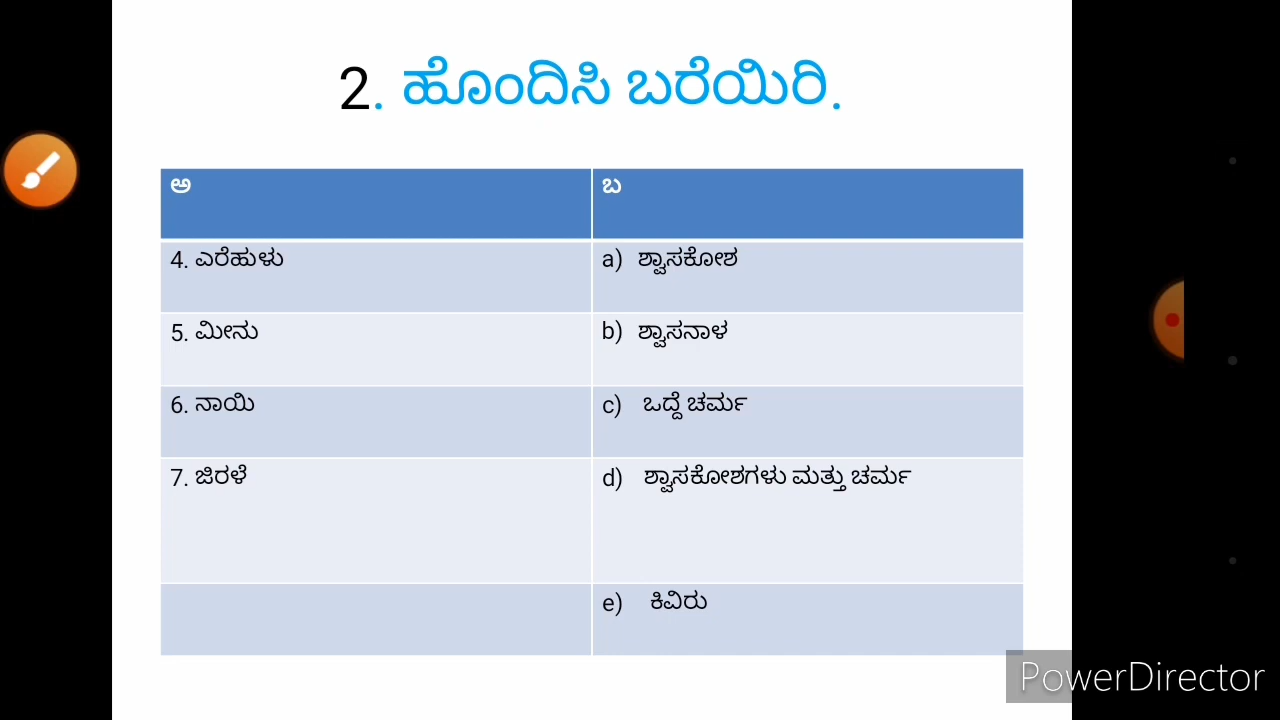 2. ಹೊಂದಿಸಿ ಬರೆಯಿರಿ.
ಅ ಬ
4. ಎರೆಹುಳು a) ಶ್ವಾಸಕೋಶ
5. ಮೀನು b) ಶ್ವಾಸನಾಳ
6. ನಾಯಿ c) ಒದ್ದೆ ಚರ್ಮ
7. ಜಿರಳೆ d) ಶ್ವಾಸಕೋಶಗಳು ಮತ್ತು ಚರ್ಮ
e) ಕಿವಿರು
PowerDirector